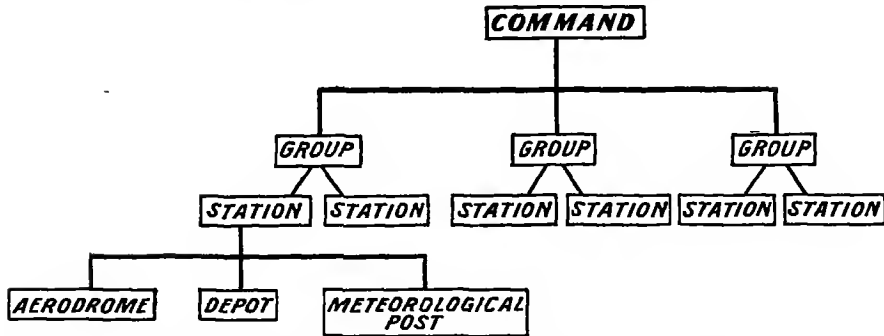 COMMAND
GROUP GROUP GROUP
STATION STATION STATION STATION STATION STATION
AERODROME DEPOT METEOROLOGICAL
POST